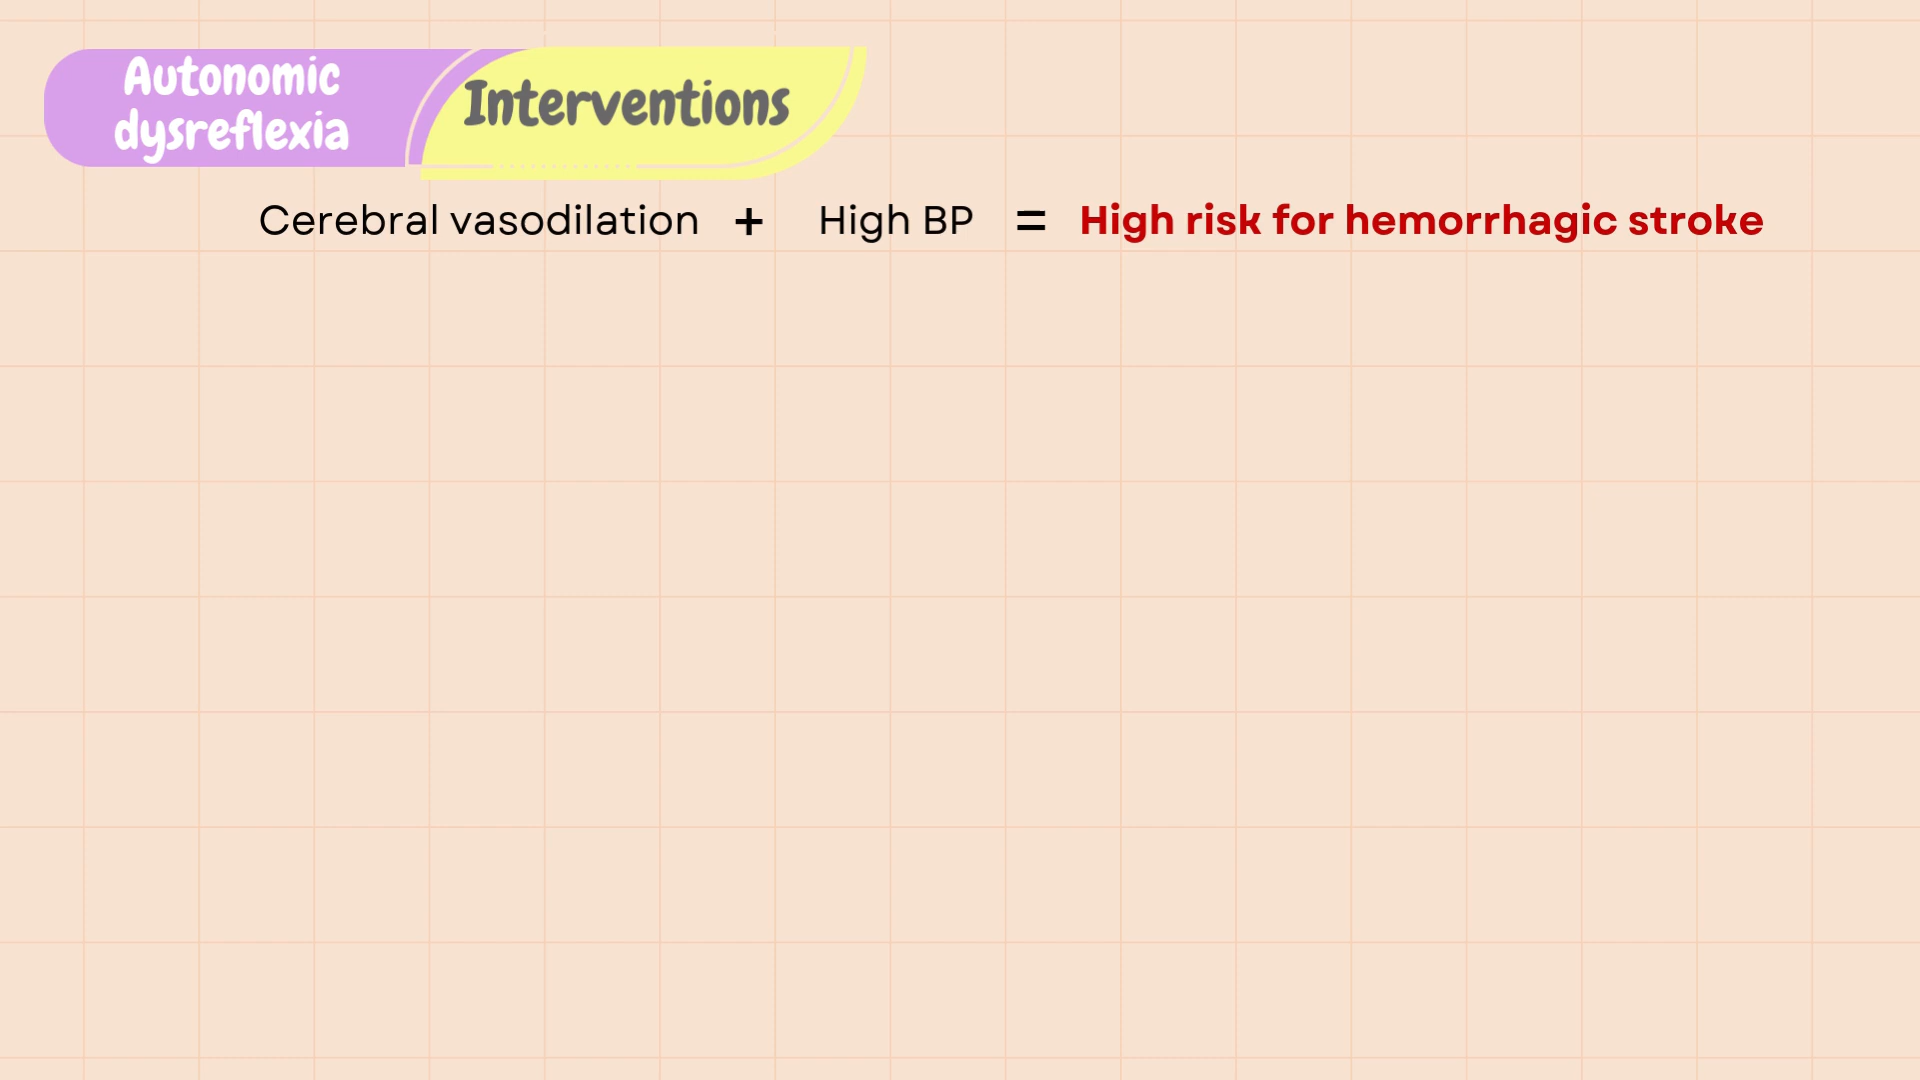 Autonomic
dysreflexia
Interventions
Cerebral vasodilation + High BP = High risk for hemorrhagic stroke